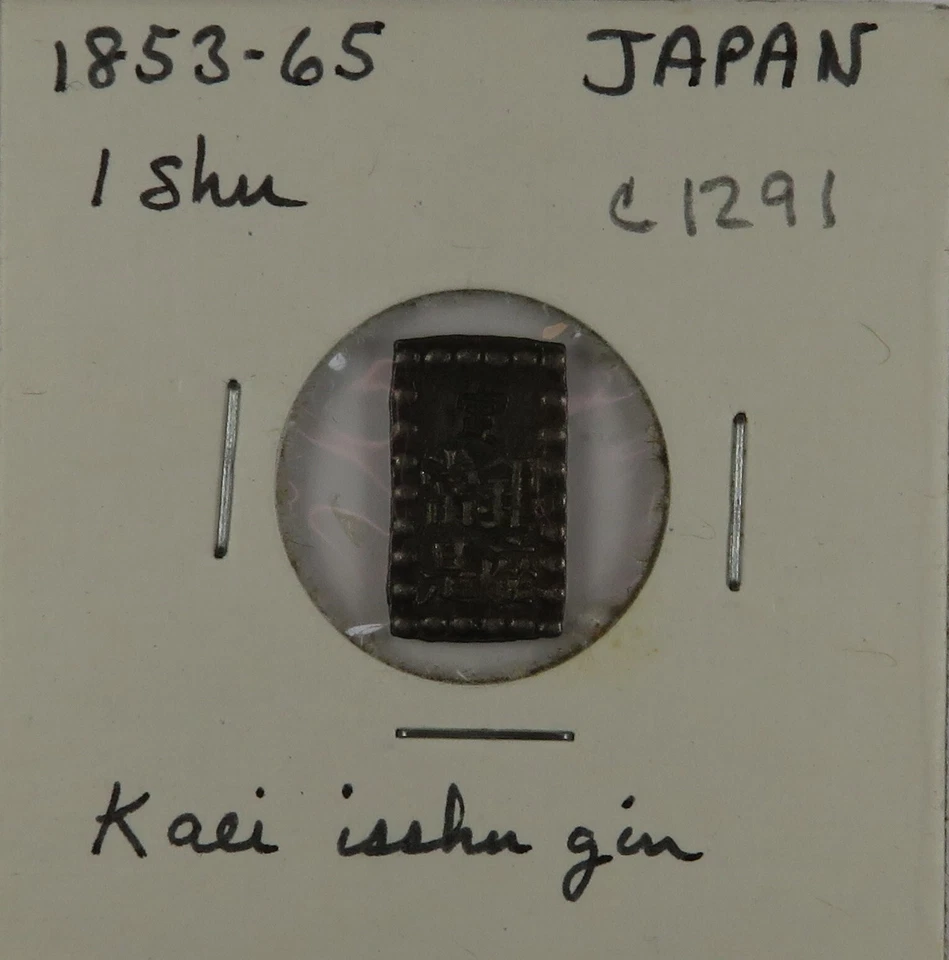 1853-65 JAPAN
1 Shu C1291
Kaei isshu gin